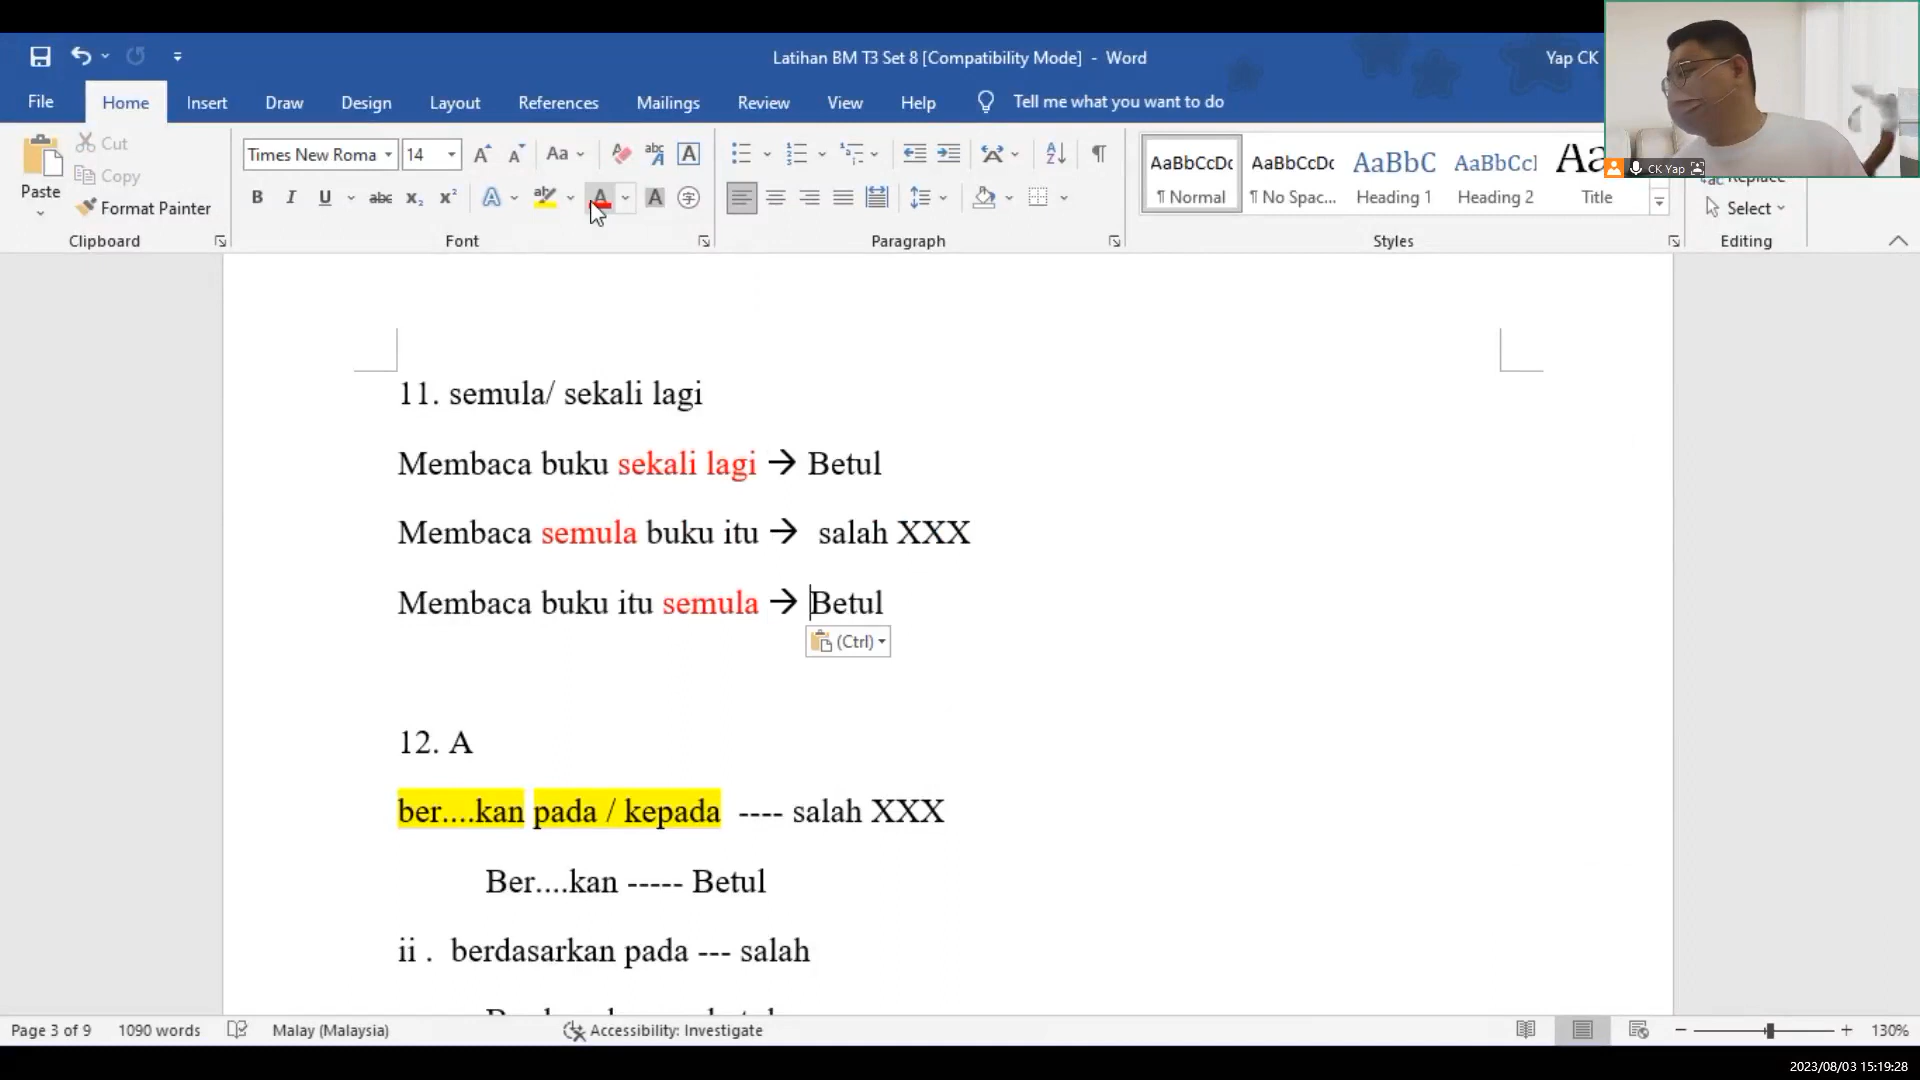 Latihan BM T3 Set 8 [Compatibility Mode] - Word
Yap CK
File Home Insert Draw Design Layout References Mailings Review View Help Tell me what you want to do
Paste
Cut
Copy
Format Painter
Clipboard
Times New Roma 14
Font
Paragraph
AaBbCcDc AaBbCcDc AaBbC AaBbCcl Aa
¶ Normal ¶ No Spac... Heading 1 Heading 2 Title
Styles
Replace
Select
Editing
CK Yap
11. semula/ sekali lagi
Membaca buku sekali lagi → Betul
Membaca semula buku itu → salah XXX
Membaca buku itu semula → Betul
(Ctrl)
12. A
ber....kan pada / kepada ---- salah XXX
Ber....kan ----- Betul
ii . berdasarkan pada --- salah
Page 3 of 9 1090 words Malay (Malaysia) Accessibility: Investigate 130%
2023/08/03 15:19:28